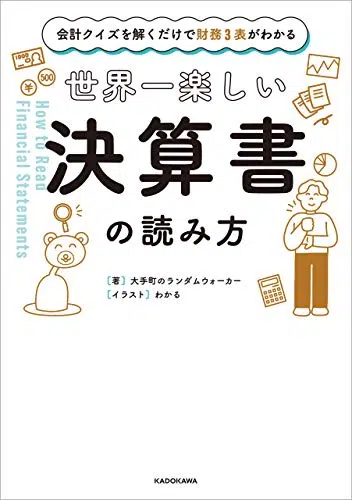 会計クイズを解くだけで財務3表がわかる
世界一楽しい
決算書
の読み方
How to Read
Financial Statements
[著] 大手町のランダムウォーカー
[イラスト] わかる
KADOKAWA
1000
¥
500